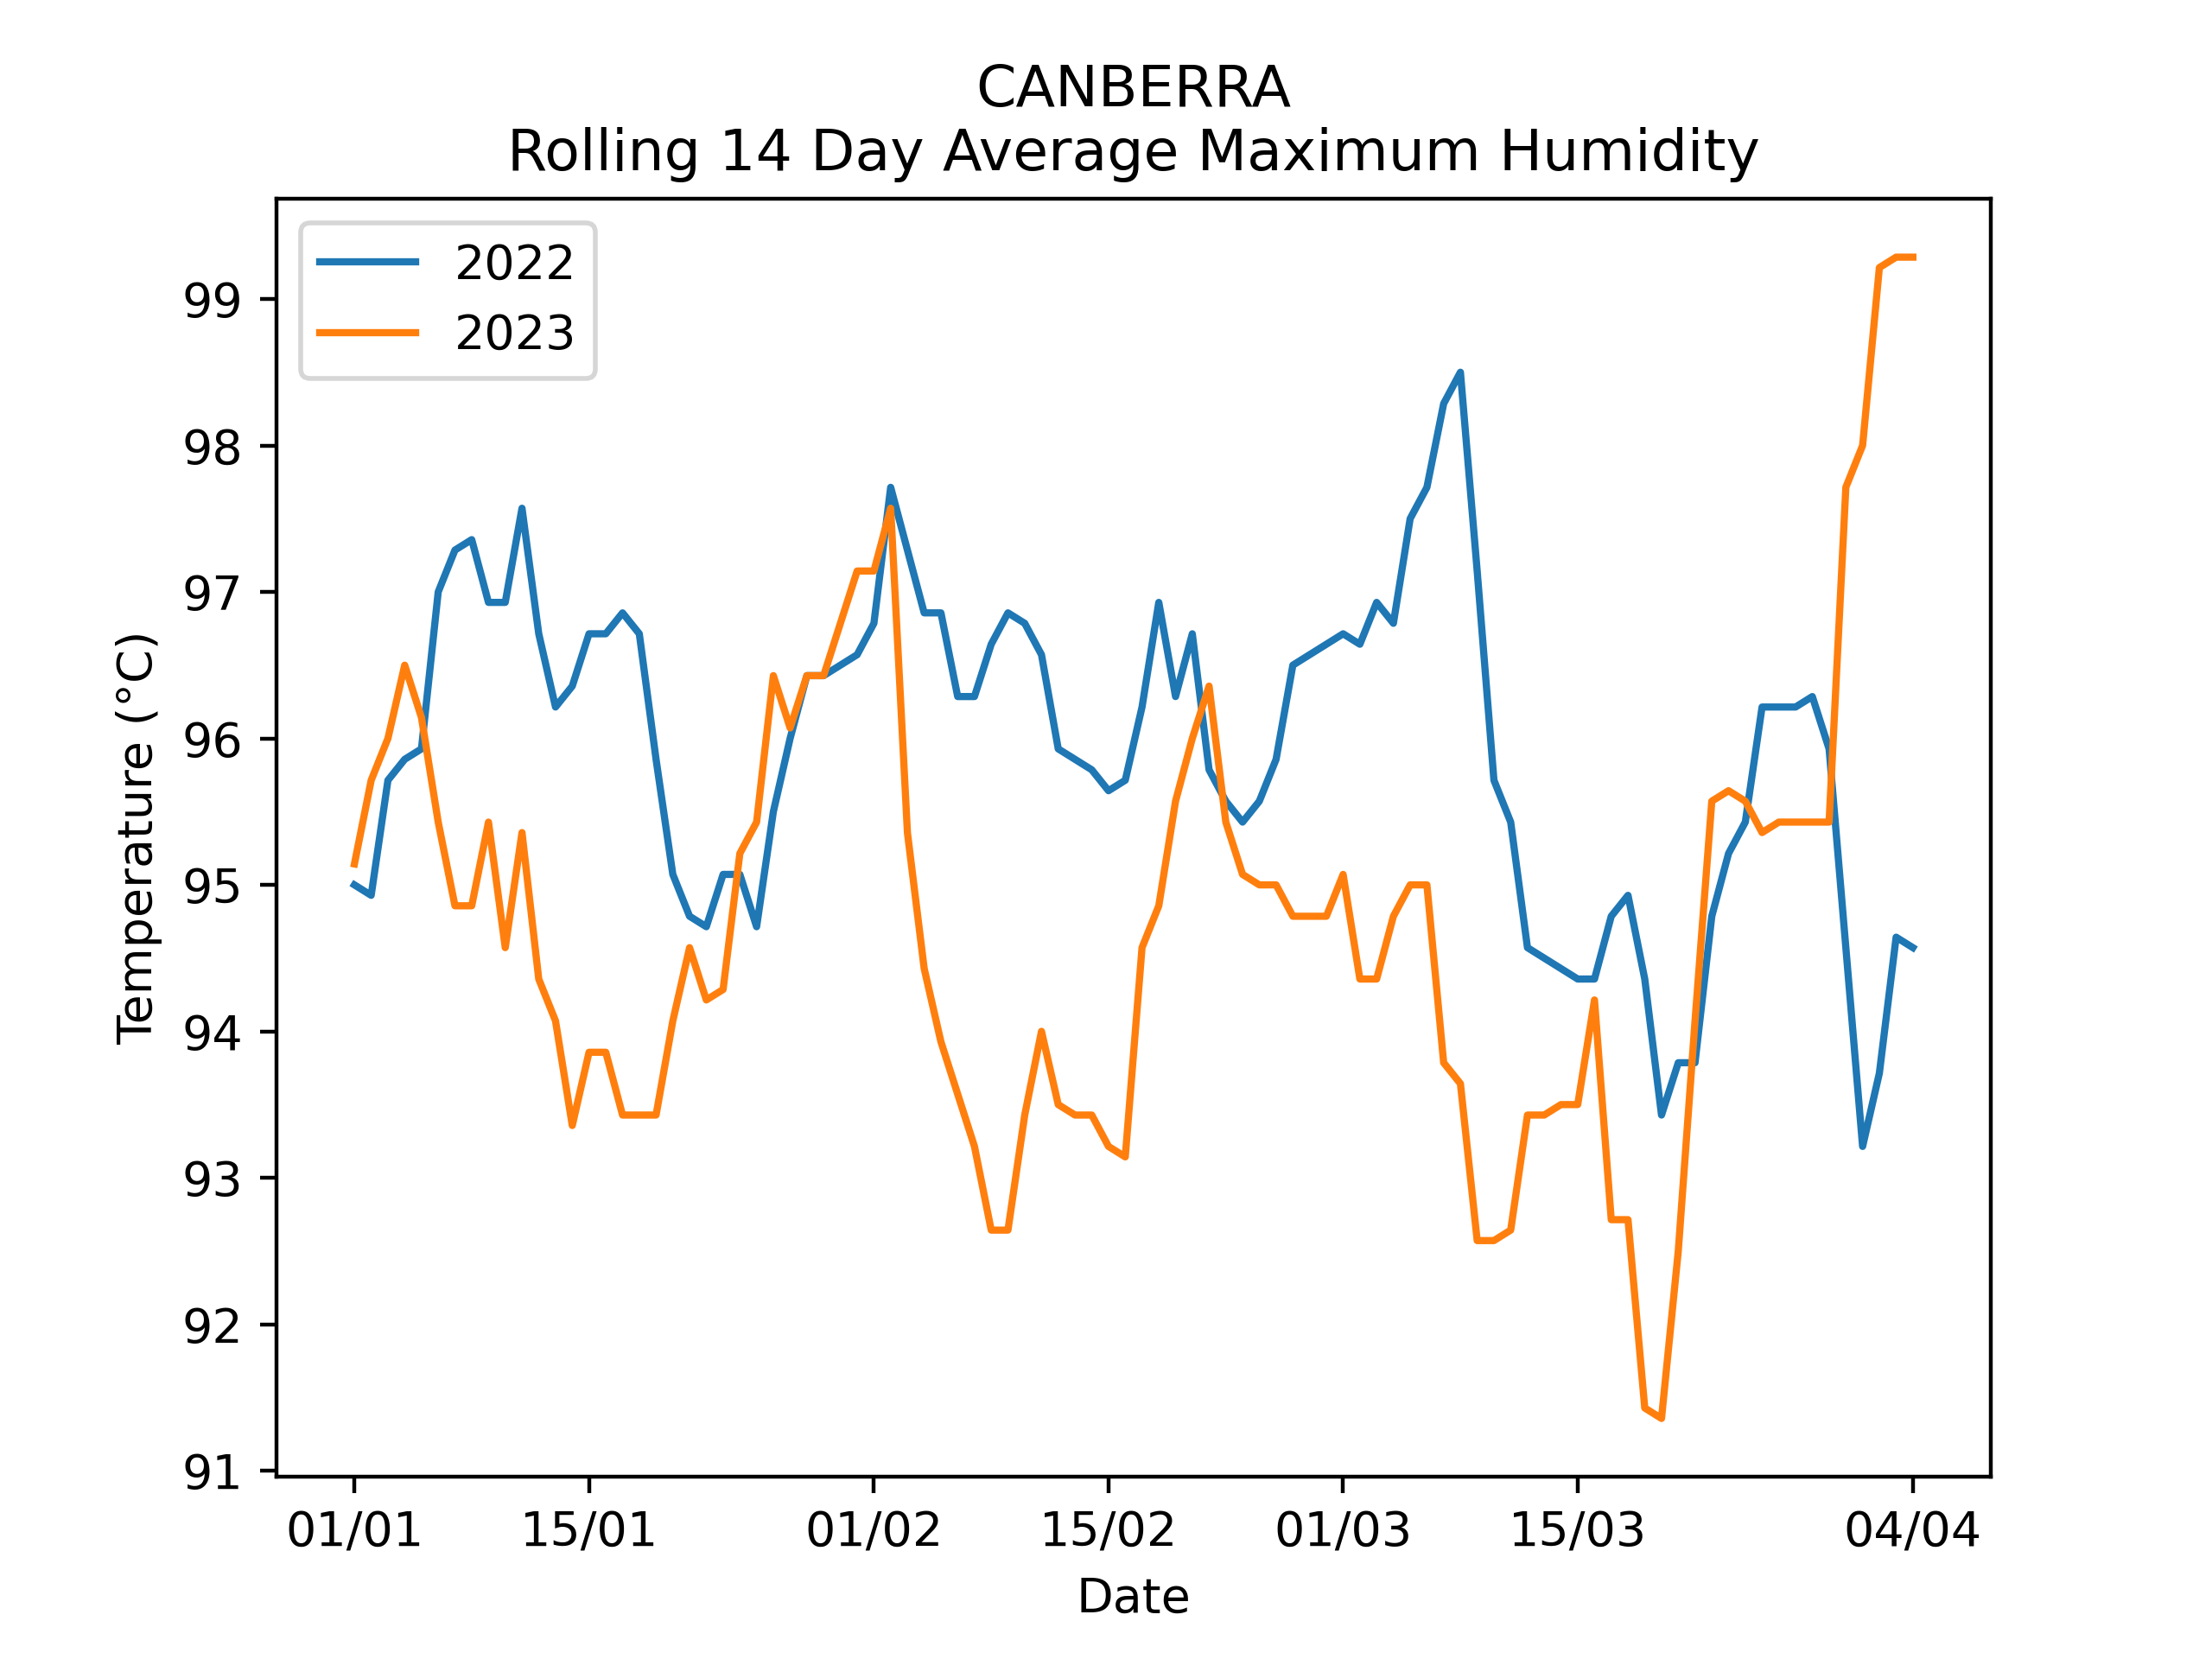 CANBERRA
Rolling 14 Day Average Maximum Humidity
2022
2023
Temperature (°C)
99
98
97
96
95
94
93
92
91
01/01 15/01 01/02 15/02 01/03 15/03 04/04
Date